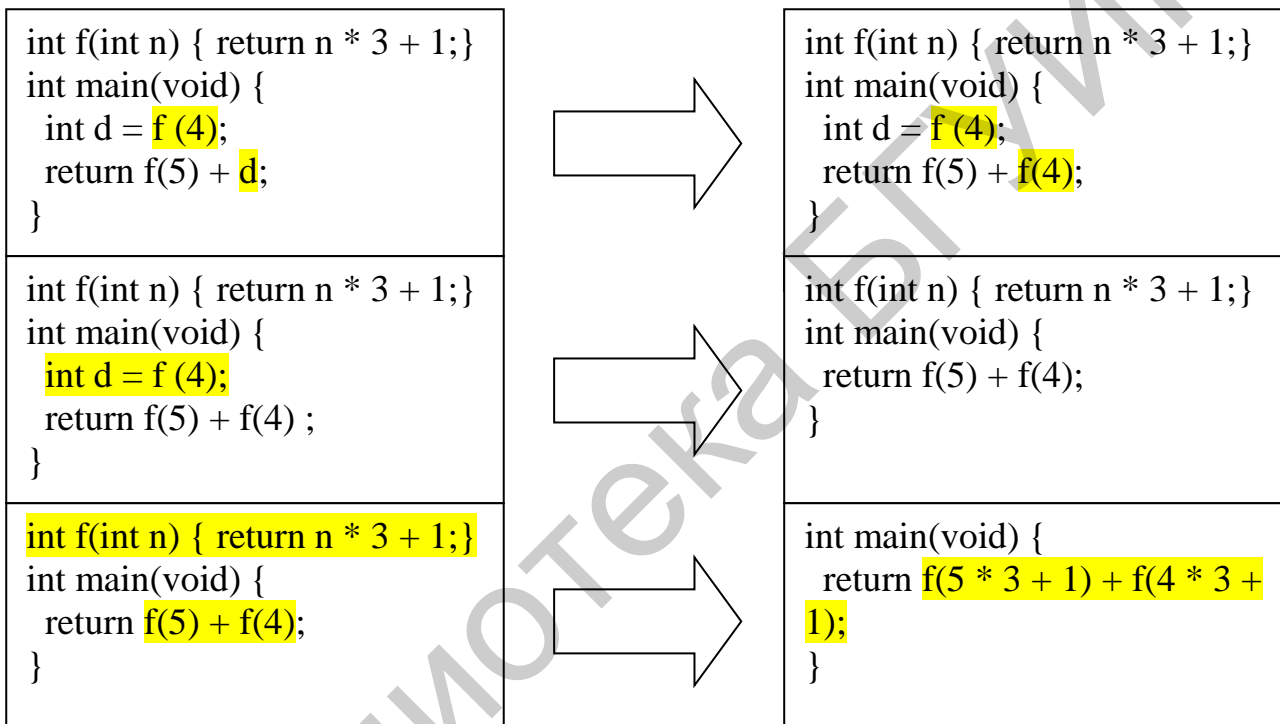 int f(int n) { return n * 3 + 1;}
int main(void) {
int d = f (4);
return f(5) + d;
}
int f(int n) { return n * 3 + 1;}
int main(void) {
int d = f (4);
return f(5) + f(4);
}
int f(int n) { return n * 3 + 1;}
int main(void) {
int d = f (4);
return f(5) + f(4) ;
}
int f(int n) { return n * 3 + 1;}
int main(void) {
return f(5) + f(4);
}
int f(int n) { return n * 3 + 1;}
int main(void) {
return f(5) + f(4);
}
int main(void) {
return f(5 * 3 + 1) + f(4 * 3 +
1);
}